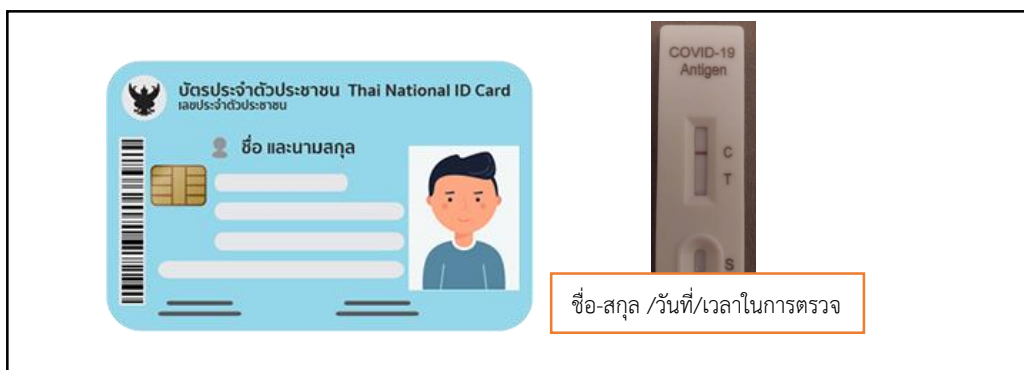 บัตรประจำตัวประชาชน Thai National ID Card
เลขประจำตัวประชาชน
ชื่อ และนามสกุล
COVID-19
Antigen
C
T
S
ชื่อ-สกุล /วันที่/เวลาในการตรวจ